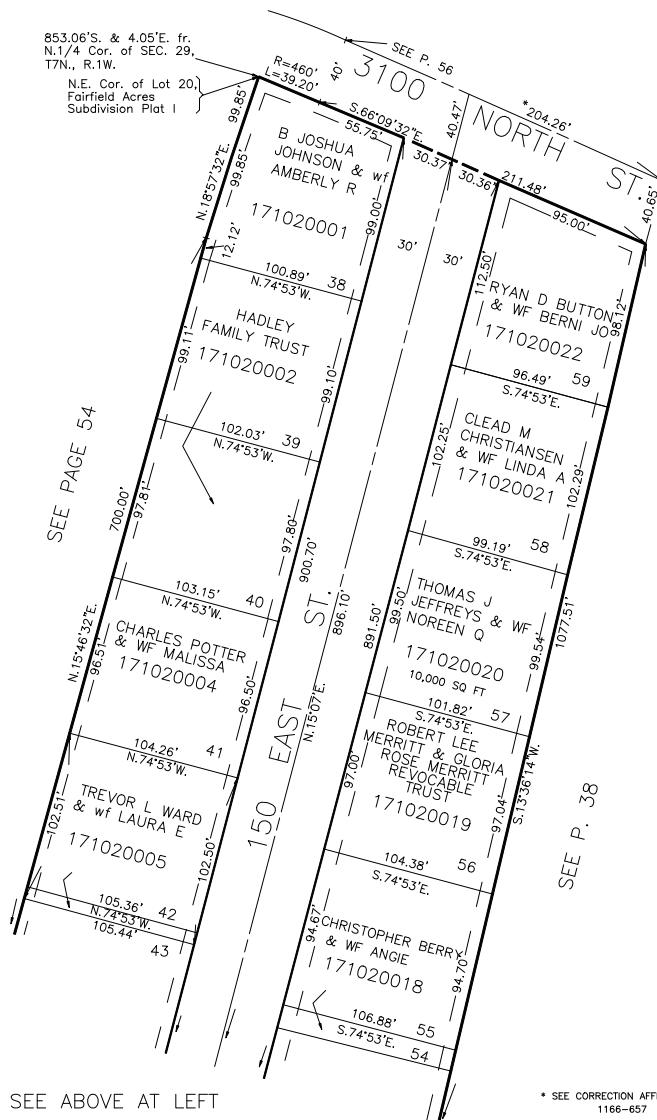 853.06'S. & 4.05'E. fr.
N.1/4 Cor. of SEC. 29,
T7N., R.1W.
N.E. Cor. of Lot 20,
Fairfield Acres
Subdivision Plat I
R=460'
L=39.20'
40'
SEE P. 56
3100 NORTH ST.
*204.26'
S.66°09'32"E.
55.75'
40.47'
30.37'
30.36'
211.48'
40.65'
95.00'
99.85'
N.18°57'32"E.
99.85'
B JOSHUA
JOHNSON & wf
AMBERLY R
171020001
99.00'
12.12'
100.89' 38
N.74°53'W.
30' 30'
112.50'
RYAN D BUTTON
& WF BERNI JO
171020022
98.12'
96.49' 59
S.74°53'E.
HADLEY
FAMILY TRUST
171020002
99.11'
99.10'
102.03' 39
N.74°53'W.
CLEAD M
CHRISTIANSEN
& WF LINDA A
171020021
102.25'
102.29'
99.19' 58
S.74°53'E.
SEE PAGE 54
700.00'
97.81'
97.80'
900.70'
103.15' 40
N.74°53'W.
896.10'
891.50'
99.50'
THOMAS J
JEFFREYS & WF
NOREEN Q
171020020
10,000 SQ FT
99.54'
1077.51'
101.82' 57
S.74°53'E.
N.15°46'32"E.
96.51'
CHARLES POTTER
& WF MALISSA
171020004
96.50'
104.26' 41
N.74°53'W.
150 EAST ST.
N.15°07'E.
97.00'
ROBERT LEE
MERRITT & GLORIA
ROSE MERRITT
REVOCABLE
TRUST
171020019
97.04'
S.13°36'14"W.
104.38' 56
S.74°53'E.
SEE P. 38
102.51'
TREVOR L WARD
& wf LAURA E
171020005
102.50'
105.36' 42
N.74°53'W.
105.44' 43
94.67'
CHRISTOPHER BERRY
& WF ANGIE
171020018
94.70'
106.88' 55
S.74°53'E. 54
SEE ABOVE AT LEFT
* SEE CORRECTION AFF
1166-657